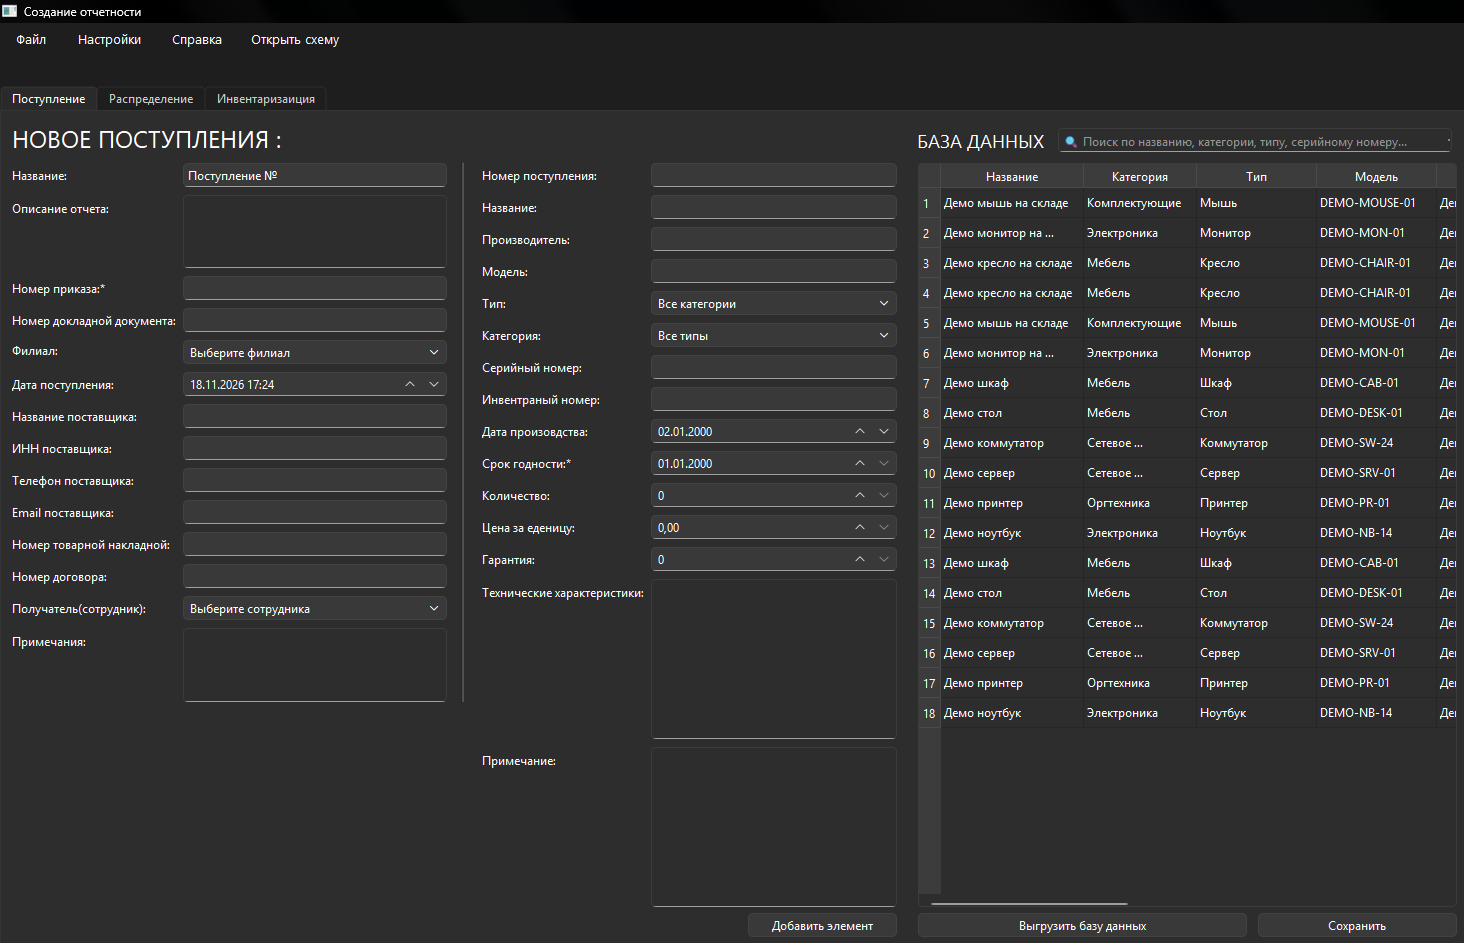 Создание отчетности
Файл Настройки Справка Открыть схему
Поступление Распределение Инвентаризаиция
НОВОЕ ПОСТУПЛЕНИЯ :
Название: Поступление №
Описание отчета:
Номер приказа:*
Номер докладной документа:
Филиал: Выберите филиал
Дата поступления: 18.11.2026 17:24
Название поставщика:
ИНН поставщика:
Телефон поставщика:
Email поставщика:
Номер товарной накладной:
Номер договора:
Получатель(сотрудник): Выберите сотрудника
Примечания:
Номер поступления:
Название:
Производитель:
Модель:
Тип: Все категории
Категория: Все типы
Серийный номер:
Инвентраный номер:
Дата произовдства: 02.01.2000
Срок годности:* 01.01.2000
Количество: 0
Цена за еденицу: 0,00
Гарантия: 0
Технические характеристики:
Примечание:
Добавить элемент
БАЗА ДАННЫХ Поиск по названию, категории, типу, серийному номеру...
Название Категория Тип Модель
1 Демо мышь на складе Комплектующие Мышь DEMO-MOUSE-01
2 Демо монитор на ... Электроника Монитор DEMO-MON-01
3 Демо кресло на складе Мебель Кресло DEMO-CHAIR-01
4 Демо кресло на складе Мебель Кресло DEMO-CHAIR-01
5 Демо мышь на складе Комплектующие Мышь DEMO-MOUSE-01
6 Демо монитор на ... Электроника Монитор DEMO-MON-01
7 Демо шкаф Мебель Шкаф DEMO-CAB-01
8 Демо стол Мебель Стол DEMO-DESK-01
9 Демо коммутатор Сетевое ... Коммутатор DEMO-SW-24
10 Демо сервер Сетевое ... Сервер DEMO-SRV-01
11 Демо принтер Оргтехника Принтер DEMO-PR-01
12 Демо ноутбук Электроника Ноутбук DEMO-NB-14
13 Демо шкаф Мебель Шкаф DEMO-CAB-01
14 Демо стол Мебель Стол DEMO-DESK-01
15 Демо коммутатор Сетевое ... Коммутатор DEMO-SW-24
16 Демо сервер Сетевое ... Сервер DEMO-SRV-01
17 Демо принтер Оргтехника Принтер DEMO-PR-01
18 Демо ноутбук Электроника Ноутбук DEMO-NB-14
Выгрузить базу данных Сохранить